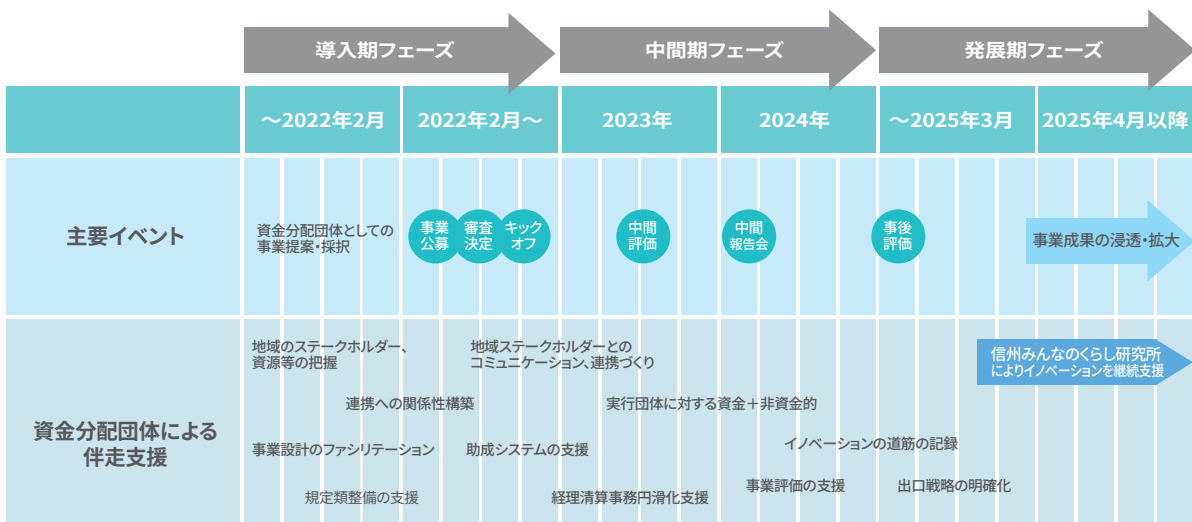 導入期フェーズ
中間期フェーズ
発展期フェーズ
～2022年2月
2022年2月～
2023年
2024年
～2025年3月
2025年4月以降
主要イベント
資金分配団体としての
事業提案・採択
事業
公募
審査
決定
キック
オフ
中間
評価
中間
報告会
事後
評価
事業成果の浸透・拡大
資金分配団体による
伴走支援
地域のステークホルダー、
資源等の把握
地域ステークホルダーとの
コミュニケーション、連携づくり
信州みんなのくらし研究所
によりイノベーションを継続支援
連携への関係性構築
実行団体に対する資金＋非資金的
事業設計のファシリテーション
助成システムの支援
イノベーションの道筋の記録
規定類整備の支援
経理清算事務円滑化支援
事業評価の支援
出口戦略の明確化